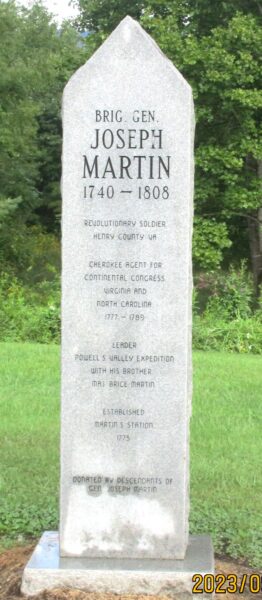 BRIG. GEN.
JOSEPH
MARTIN
1740 – 1808
REVOLUTIONARY SOLDIER
HENRY COUNTY VA
CHEROKEE AGENT FOR
CONTINENTAL CONGRESS
VIRGINIA AND
NORTH CAROLINA
1777 – 1789
LEADER
POWELL'S VALLEY EXPEDITION
WITH HIS BROTHER
MAJ BRICE MARTIN
ESTABLISHED
MARTIN'S STATION
1775
DONATED BY DESCENDANTS OF
GEN. JOSEPH MARTIN
2023/0